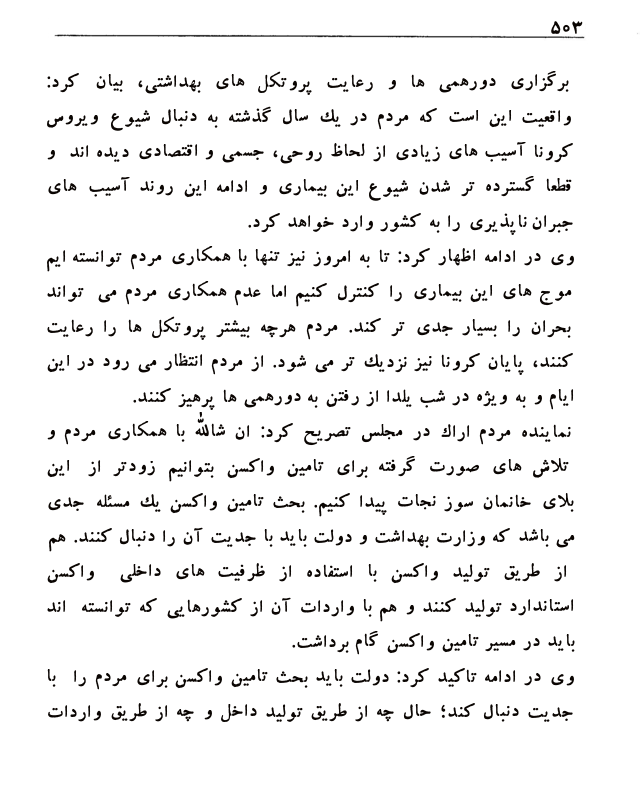 ۵۰۳
برگزاری دورهمی ها و رعایت پروتکل های بهداشتی، بیان کرد:
واقعیت این است که مردم در یك سال گذشته به دنبال شیوع ویروس
کرونا آسیب های زیادی از لحاظ روحی، جسمی و اقتصادی دیده اند و
قطعا گسترده تر شدن شیوع این بیماری و ادامه این روند آسیب های
جبران ناپذیری را به کشور وارد خواهد کرد.
وی در ادامه اظهار کرد: تا به امروز نیز تنها با همکاری مردم توانسته ایم
موج های این بیماری را کنترل کنیم اما عدم همکاری مردم می تواند
بحران را بسیار جدی تر کند. مردم هرچه بیشتر پروتکل ها را رعایت
کنند، پایان کرونا نیز نزدیك تر می شود. از مردم انتظار می رود در این
ایام و به ویژه در شب یلدا از رفتن به دورهمی ها پرهیز کنند.
نماینده مردم اراك در مجلس تصریح کرد: ان شالله با همکاری مردم و
تلاش های صورت گرفته برای تامین واکسن بتوانیم زودتر از این
بلای خانمان سوز نجات پیدا کنیم. بحث تامین واکسن یك مسئله جدی
می باشد که وزارت بهداشت و دولت باید با جدیت آن را دنبال کنند. هم
از طریق تولید واکسن با استفاده از ظرفیت های داخلی واکسن
استاندارد تولید کنند و هم با واردات آن از کشورهایی که توانسته اند
باید در مسیر تامین واکسن گام برداشت.
وی در ادامه تاکید کرد: دولت باید بحث تامین واکسن برای مردم را با
جدیت دنبال کند؛ حال چه از طریق تولید داخل و چه از طریق واردات